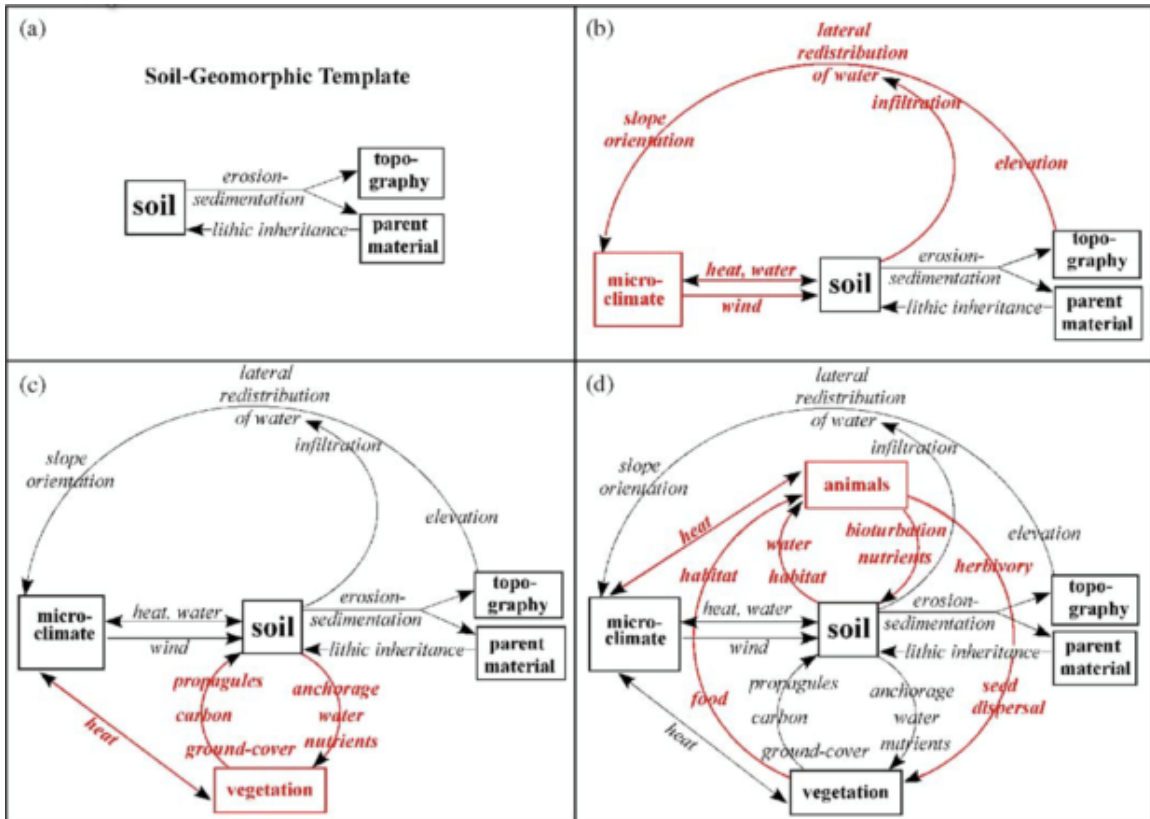 (a)
Soil-Geomorphic Template
soil
erosion-
sedimentation
lithic inheritance
topo-
graphy
parent
material
(b)
lateral
redistribution
of water
infiltration
slope
orientation
elevation
micro-
climate
heat, water
wind
soil
erosion-
sedimentation
lithic inheritance
topo-
graphy
parent
material
(c)
lateral
redistribution
of water
infiltration
slope
orientation
elevation
micro-
climate
heat, water
wind
soil
erosion-
sedimentation
lithic inheritance
topo-
graphy
parent
material
propagules
carbon
ground-cover
anchorage
water
nutrients
heat
vegetation
(d)
lateral
redistribution
of water
infiltration
slope
orientation
animals
heat
elevation
water
habitat
habitat
bioturbation
nutrients
herbivory
micro-
climate
heat, water
wind
soil
erosion-
sedimentation
lithic inheritance
topo-
graphy
parent
material
food
propagules
carbon
ground-cover
anchorage
water
nutrients
seed
dispersal
heat
vegetation